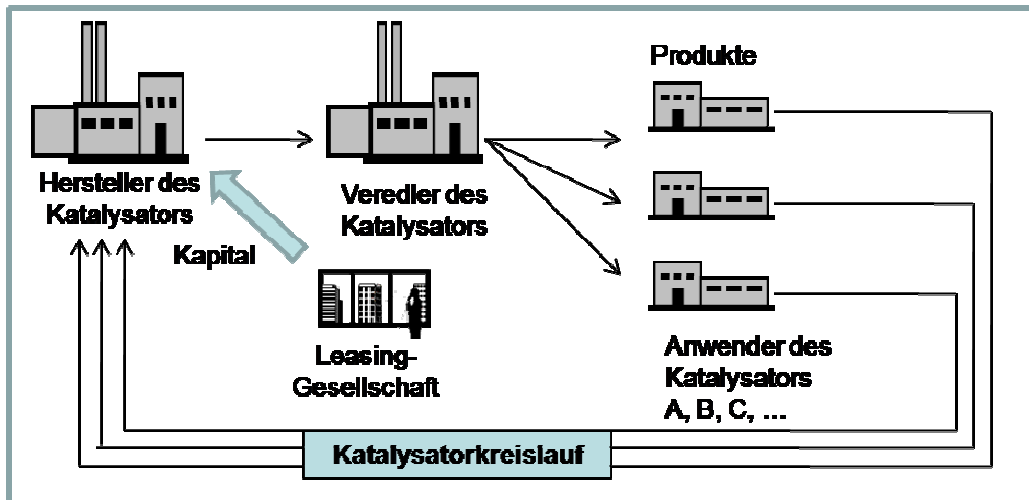 Produkte
Hersteller des
Katalysators
Veredler des
Katalysators
Kapital
Leasing-
Gesellschaft
Anwender des
Katalysators
A, B, C, ...
Katalysatorkreislauf